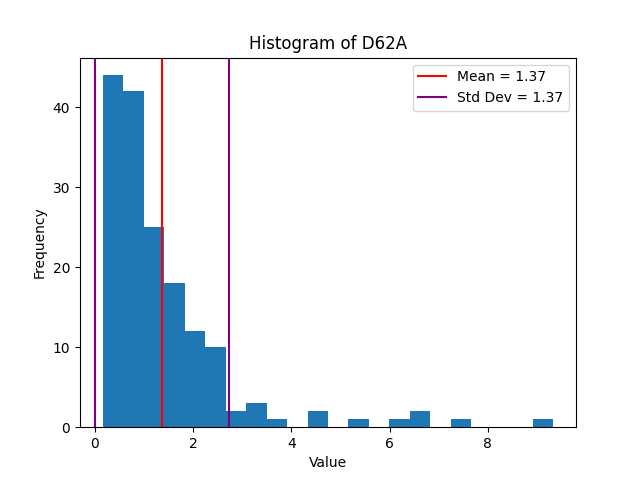 Histogram of D62A
Mean = 1.37
Std Dev = 1.37
Frequency
40
30
20
10
0
0 2 4 6 8
Value